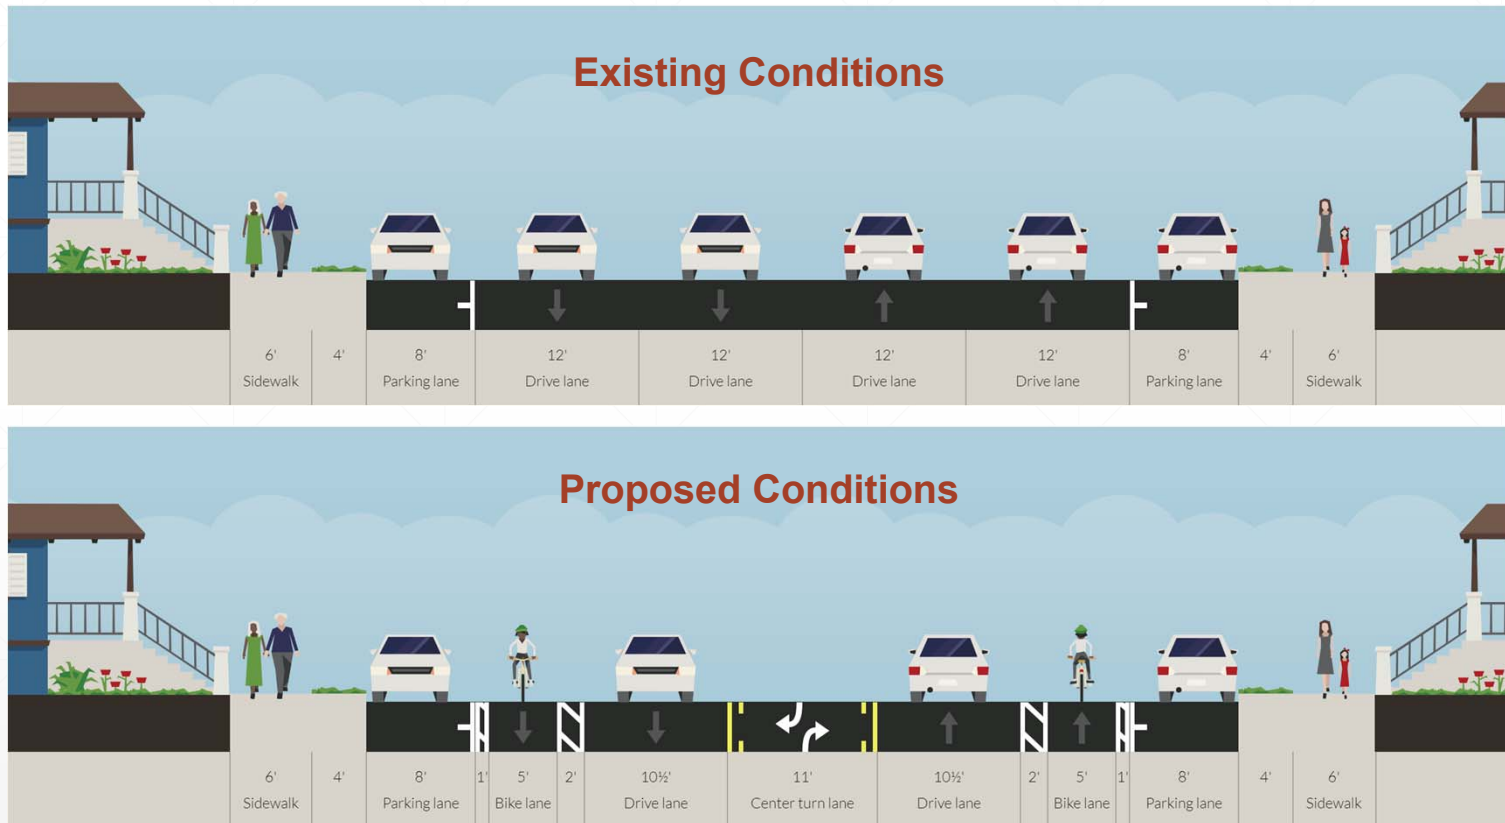 Existing Conditions
6' 4' 8' 12' 12' 12' 12' 8' 4' 6'
Sidewalk Parking lane Drive lane Drive lane Drive lane Drive lane Parking lane Sidewalk
Proposed Conditions
6' 4' 8' 1' 5' 2' 10½' 11' 10½' 2' 5' 1' 8' 4' 6'
Sidewalk Parking lane Bike lane Drive lane Center turn lane Drive lane Bike lane Parking lane Sidewalk